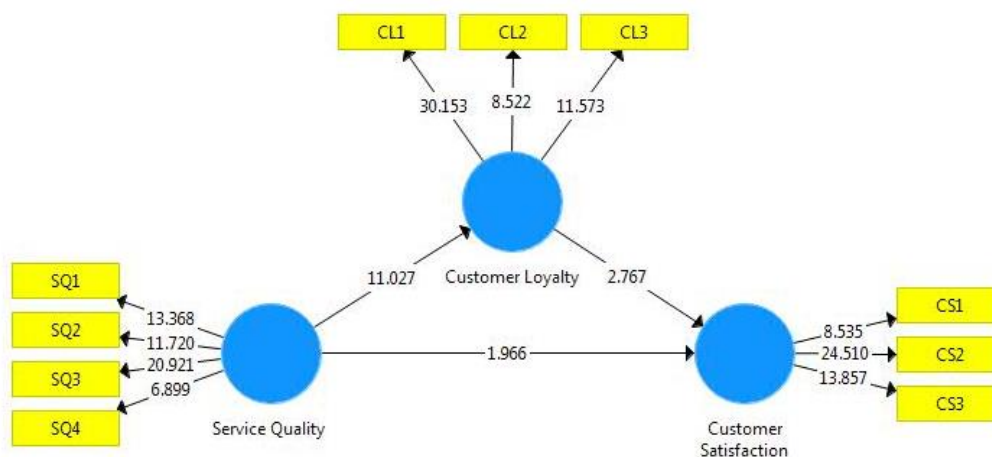 CL1
CL2
CL3
30.153
8.522
11.573
Customer Loyalty
11.027
2.767
SQ1
SQ2
SQ3
SQ4
13.368
11.720
20.921
6.899
Service Quality
1.966
8.535
24.510
13.857
CS1
CS2
CS3
Customer
Satisfaction